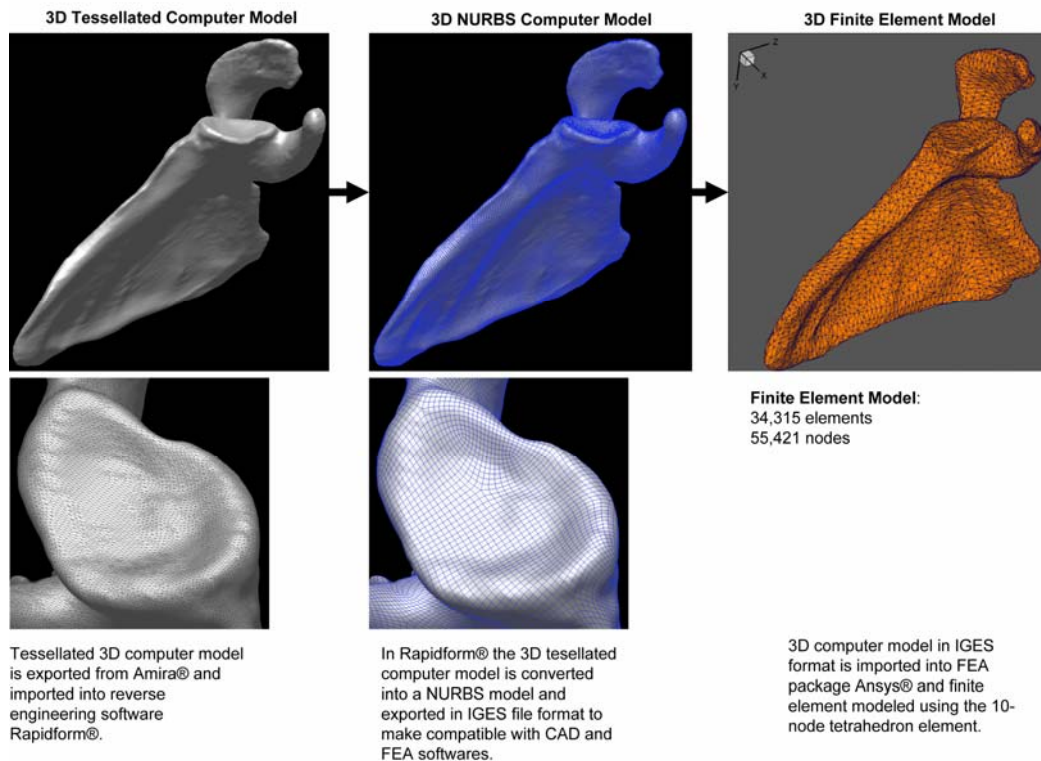 3D Tessellated Computer Model
3D NURBS Computer Model
3D Finite Element Model
Z
X
Y
Finite Element Model:
34,315 elements
55,421 nodes
Tessellated 3D computer model
is exported from Amira® and
imported into reverse
engineering software
Rapidform®.
In Rapidform® the 3D tesellated
computer model is converted
into a NURBS model and
exported in IGES file format to
make compatible with CAD and
FEA softwares.
3D computer model in IGES
format is imported into FEA
package Ansys® and finite
element modeled using the 10-
node tetrahedron element.